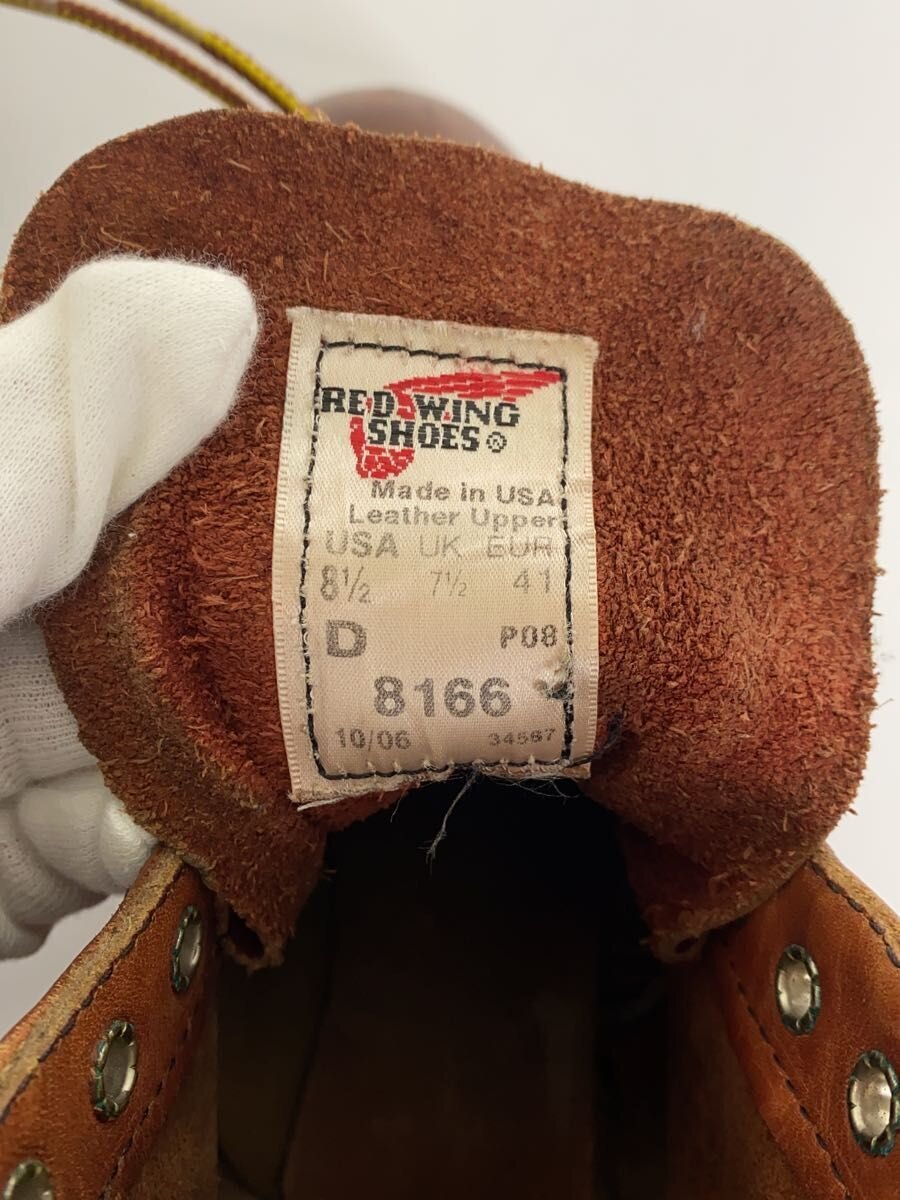 RED WING
SHOES®
Made in USA
Leather Upper
USA UK EUR
8½ 7½ 41
D P08
8166
10/06 34567